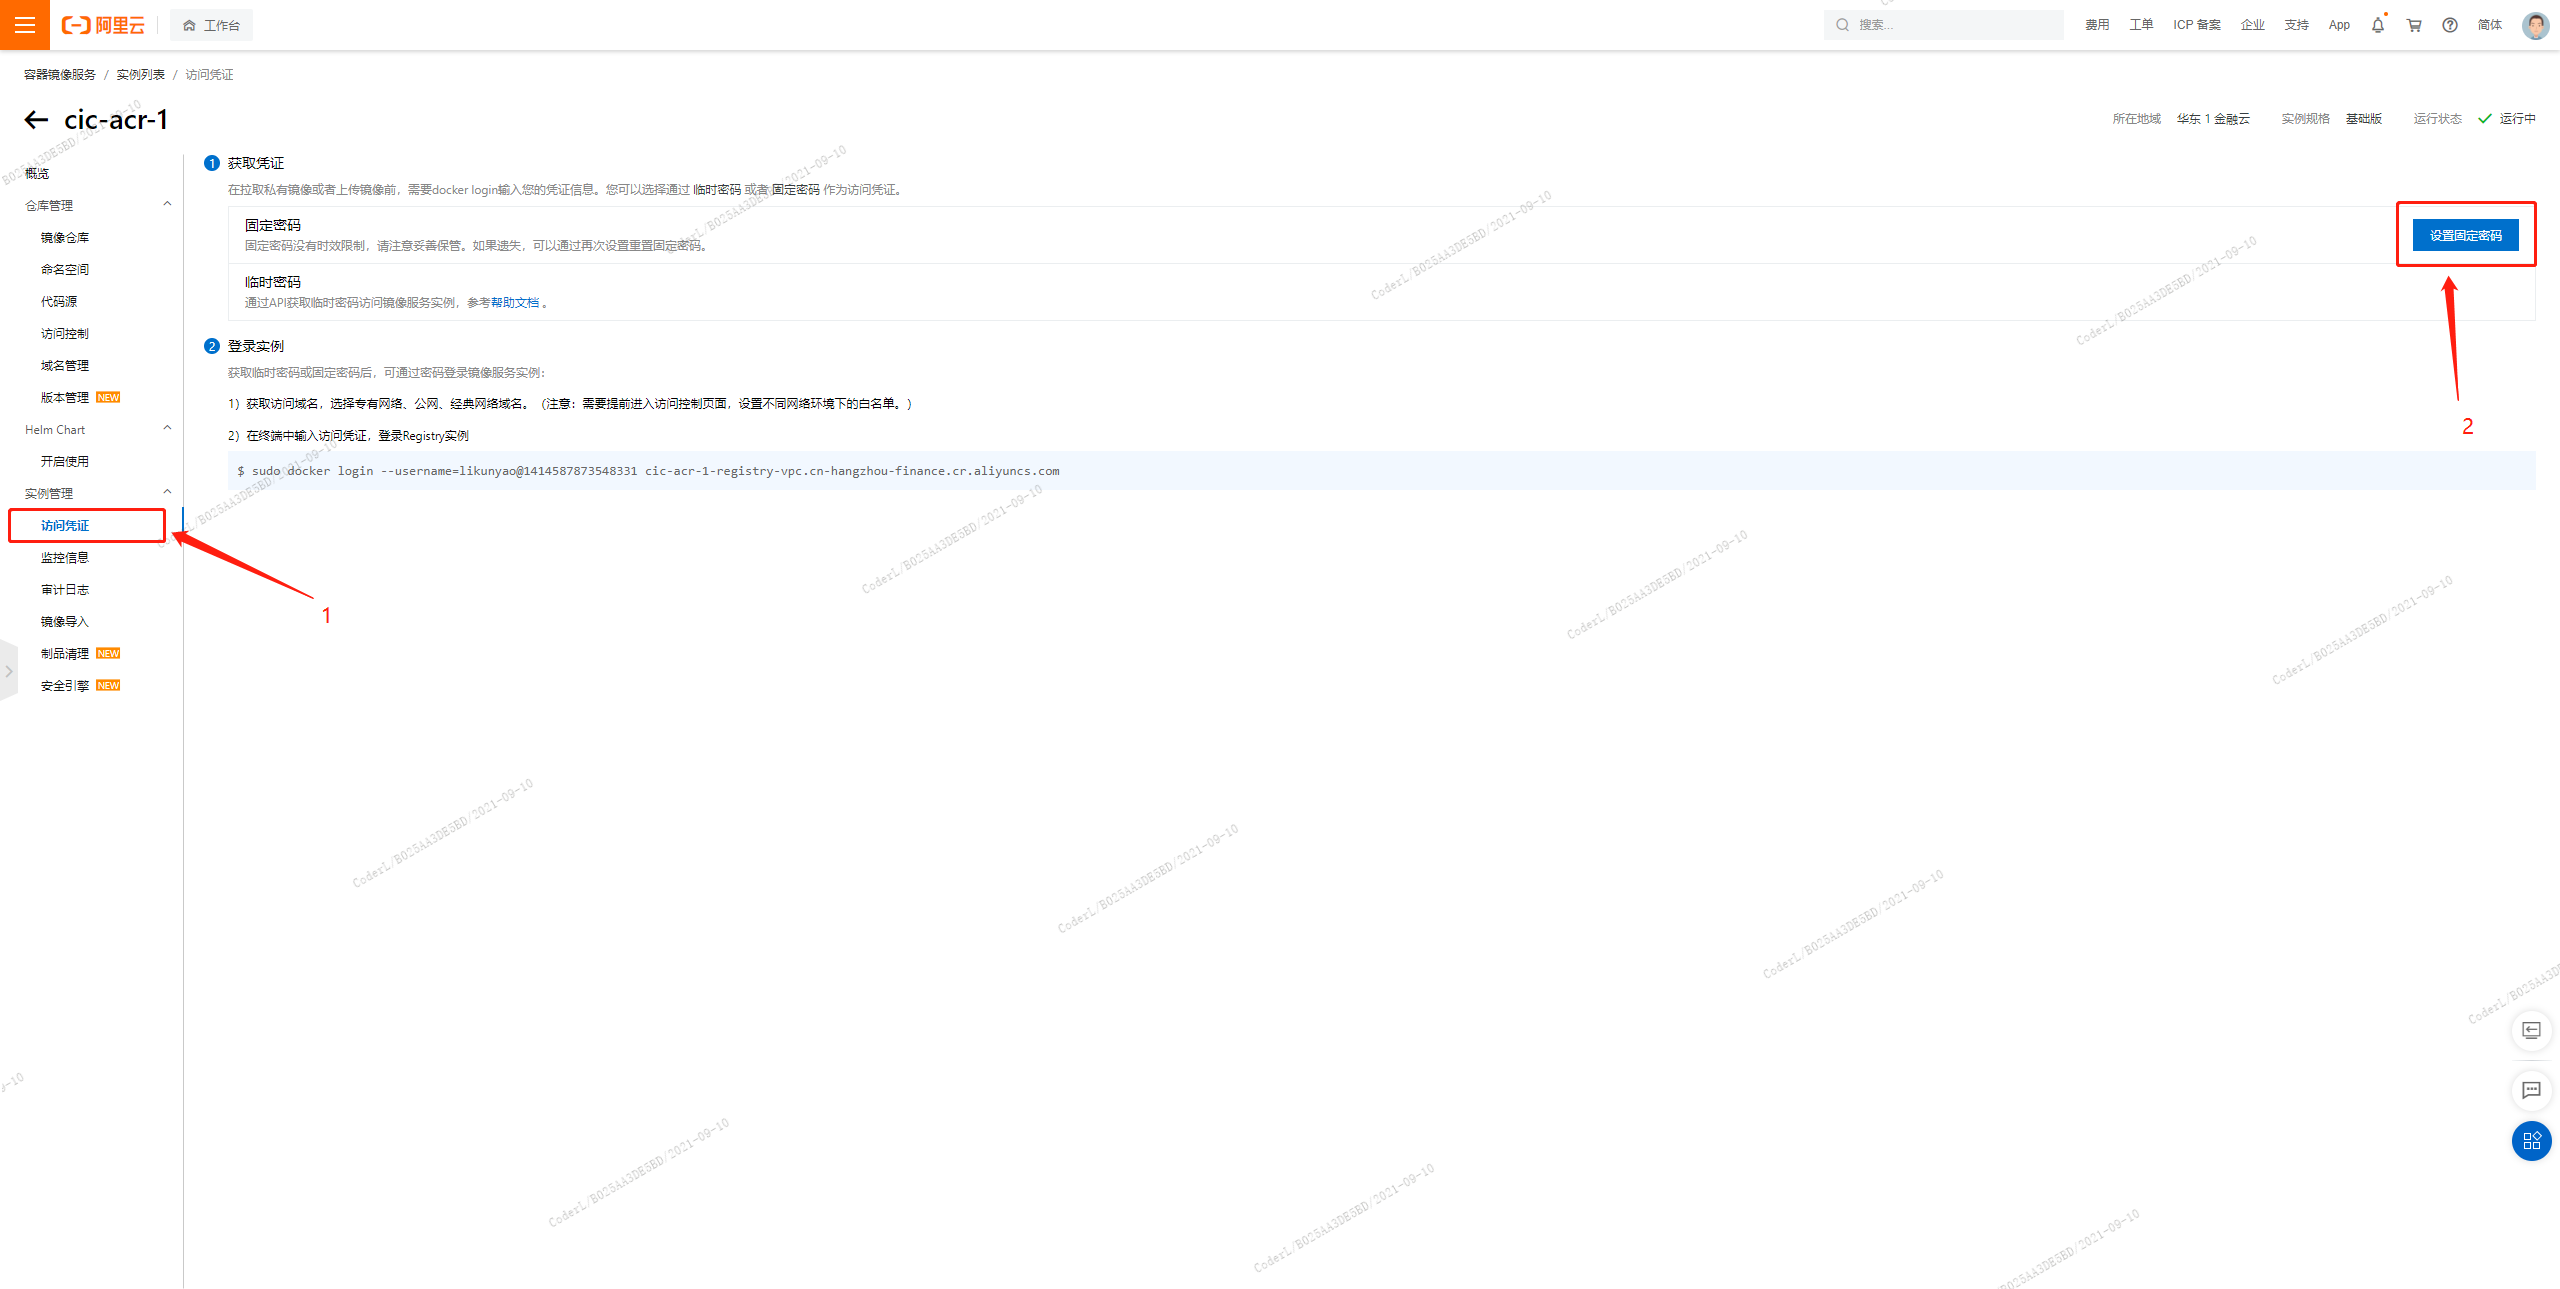 阿里云
工作台
搜索...
费用 工单 ICP 备案 企业 支持 App 简体
容器镜像服务 / 实例列表 / 访问凭证
cic-acr-1
所在地域 华东 1 金融云 实例规格 基础版 运行状态 运行中
概览
仓库管理
镜像仓库
命名空间
代码源
访问控制
域名管理
版本管理 NEW
Helm Chart
开启使用
实例管理
访问凭证
监控信息
审计日志
镜像导入
制品清理 NEW
安全引擎 NEW
1
1 获取凭证
在拉取私有镜像或者上传镜像前，需要docker login输入您的凭证信息。您可以选择通过 临时密码 或者 固定密码 作为访问凭证。
固定密码
固定密码没有时效限制，请注意妥善保管。如果遗失，可以通过再次设置重置固定密码。
设置固定密码
2
临时密码
通过API获取临时密码访问镜像服务实例，参考帮助文档 。
2 登录实例
获取临时密码或固定密码后，可通过密码登录镜像服务实例：
1）获取访问域名，选择专有网络、公网、经典网络域名。（注意：需要提前进入访问控制页面，设置不同网络环境下的白名单。）
2）在终端中输入访问凭证，登录Registry实例
$ sudo docker login --username=likunyao@1414587873548331 cic-acr-1-registry-vpc.cn-hangzhou-finance.cr.aliyuncs.com
CoderL/B025AA3DE5BD/2021-09-10